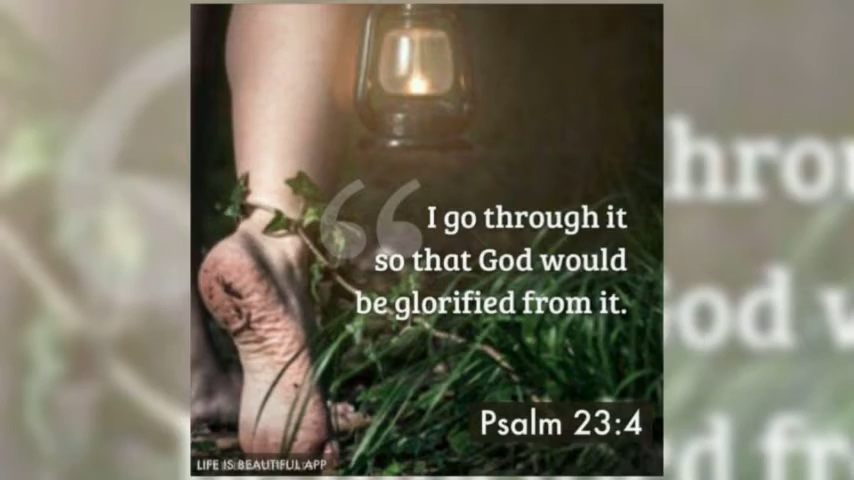 I go through it
so that God would
be glorified from it.
Psalm 23:4
LIFE IS BEAUTIFUL APP